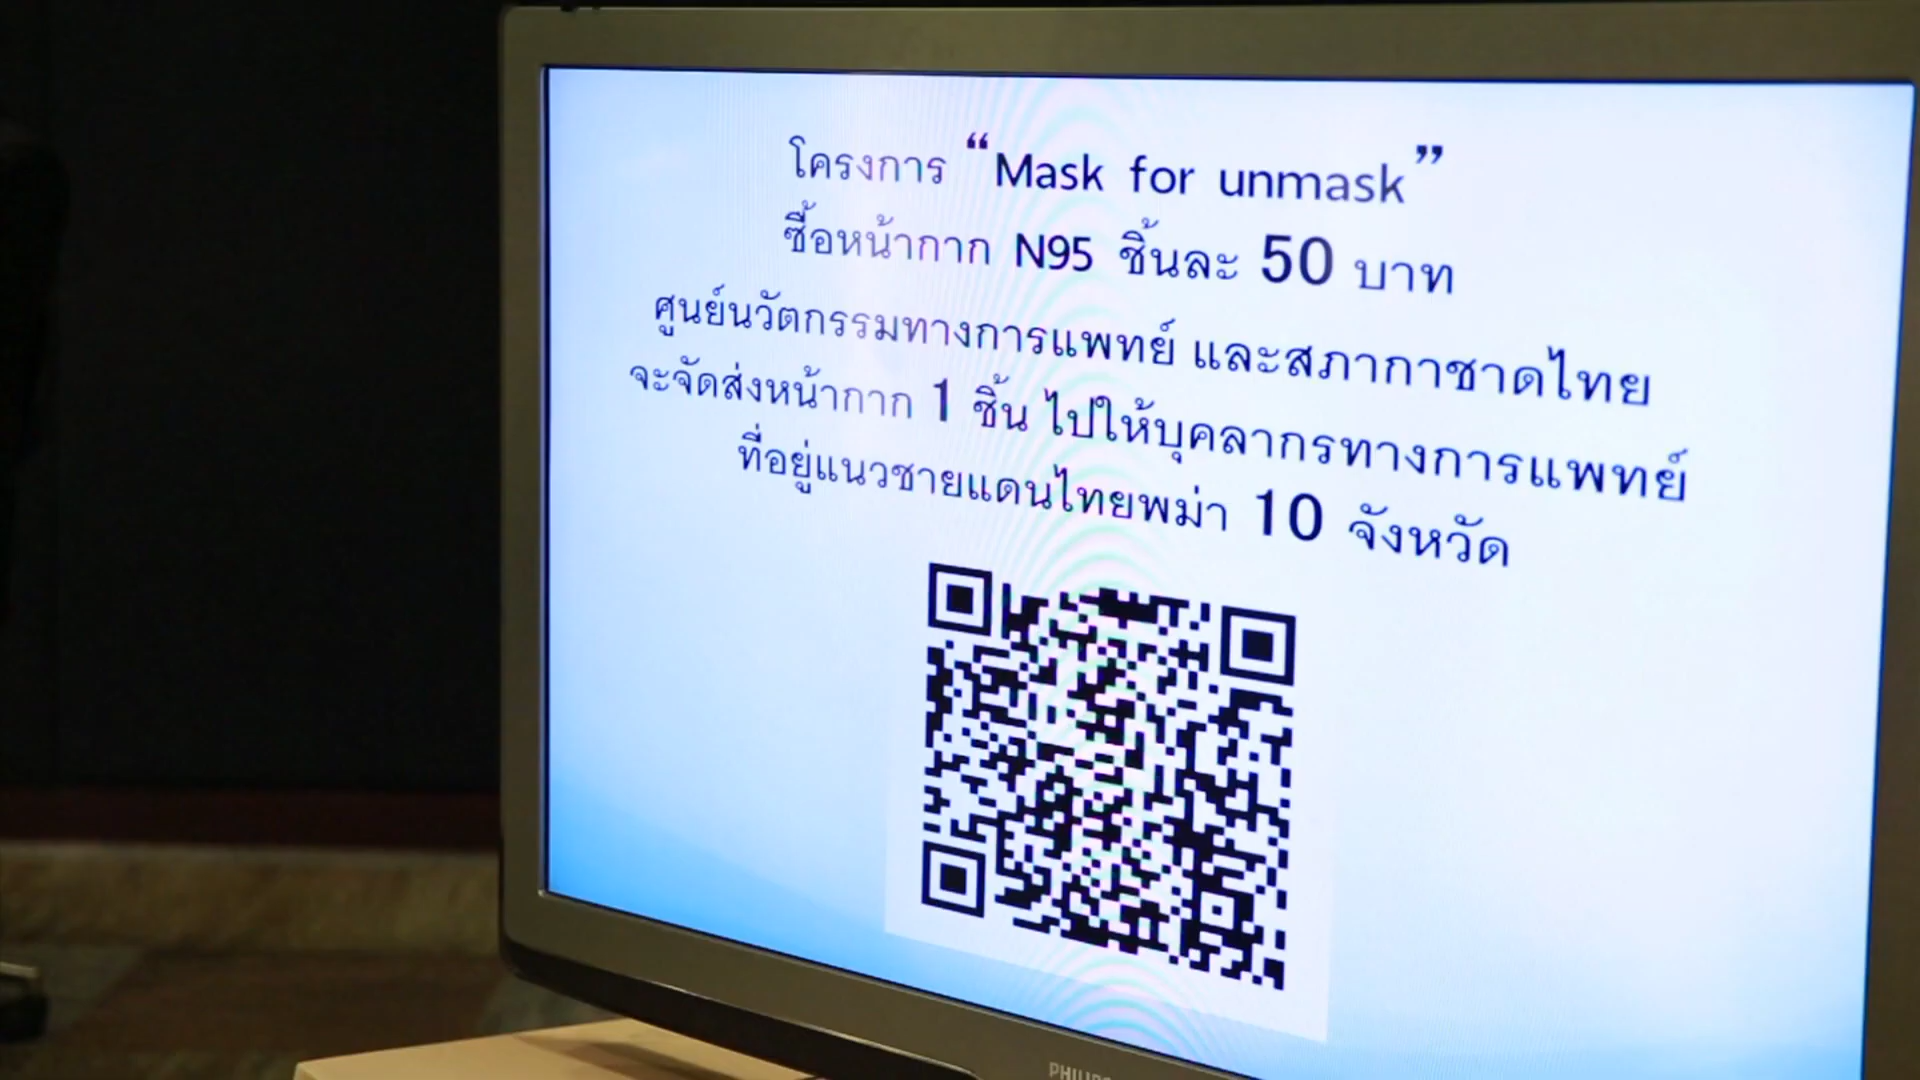 โครงการ “Mask for unmask”
ซื้อหน้ากาก N95 ชิ้นละ 50 บาท
ศูนย์นวัตกรรมทางการแพทย์ และสภากาชาดไทย
จะจัดส่งหน้ากาก 1 ชิ้น ไปให้บุคลากรทางการแพทย์
ที่อยู่แนวชายแดนไทยพม่า 10 จังหวัด
PHILIPS